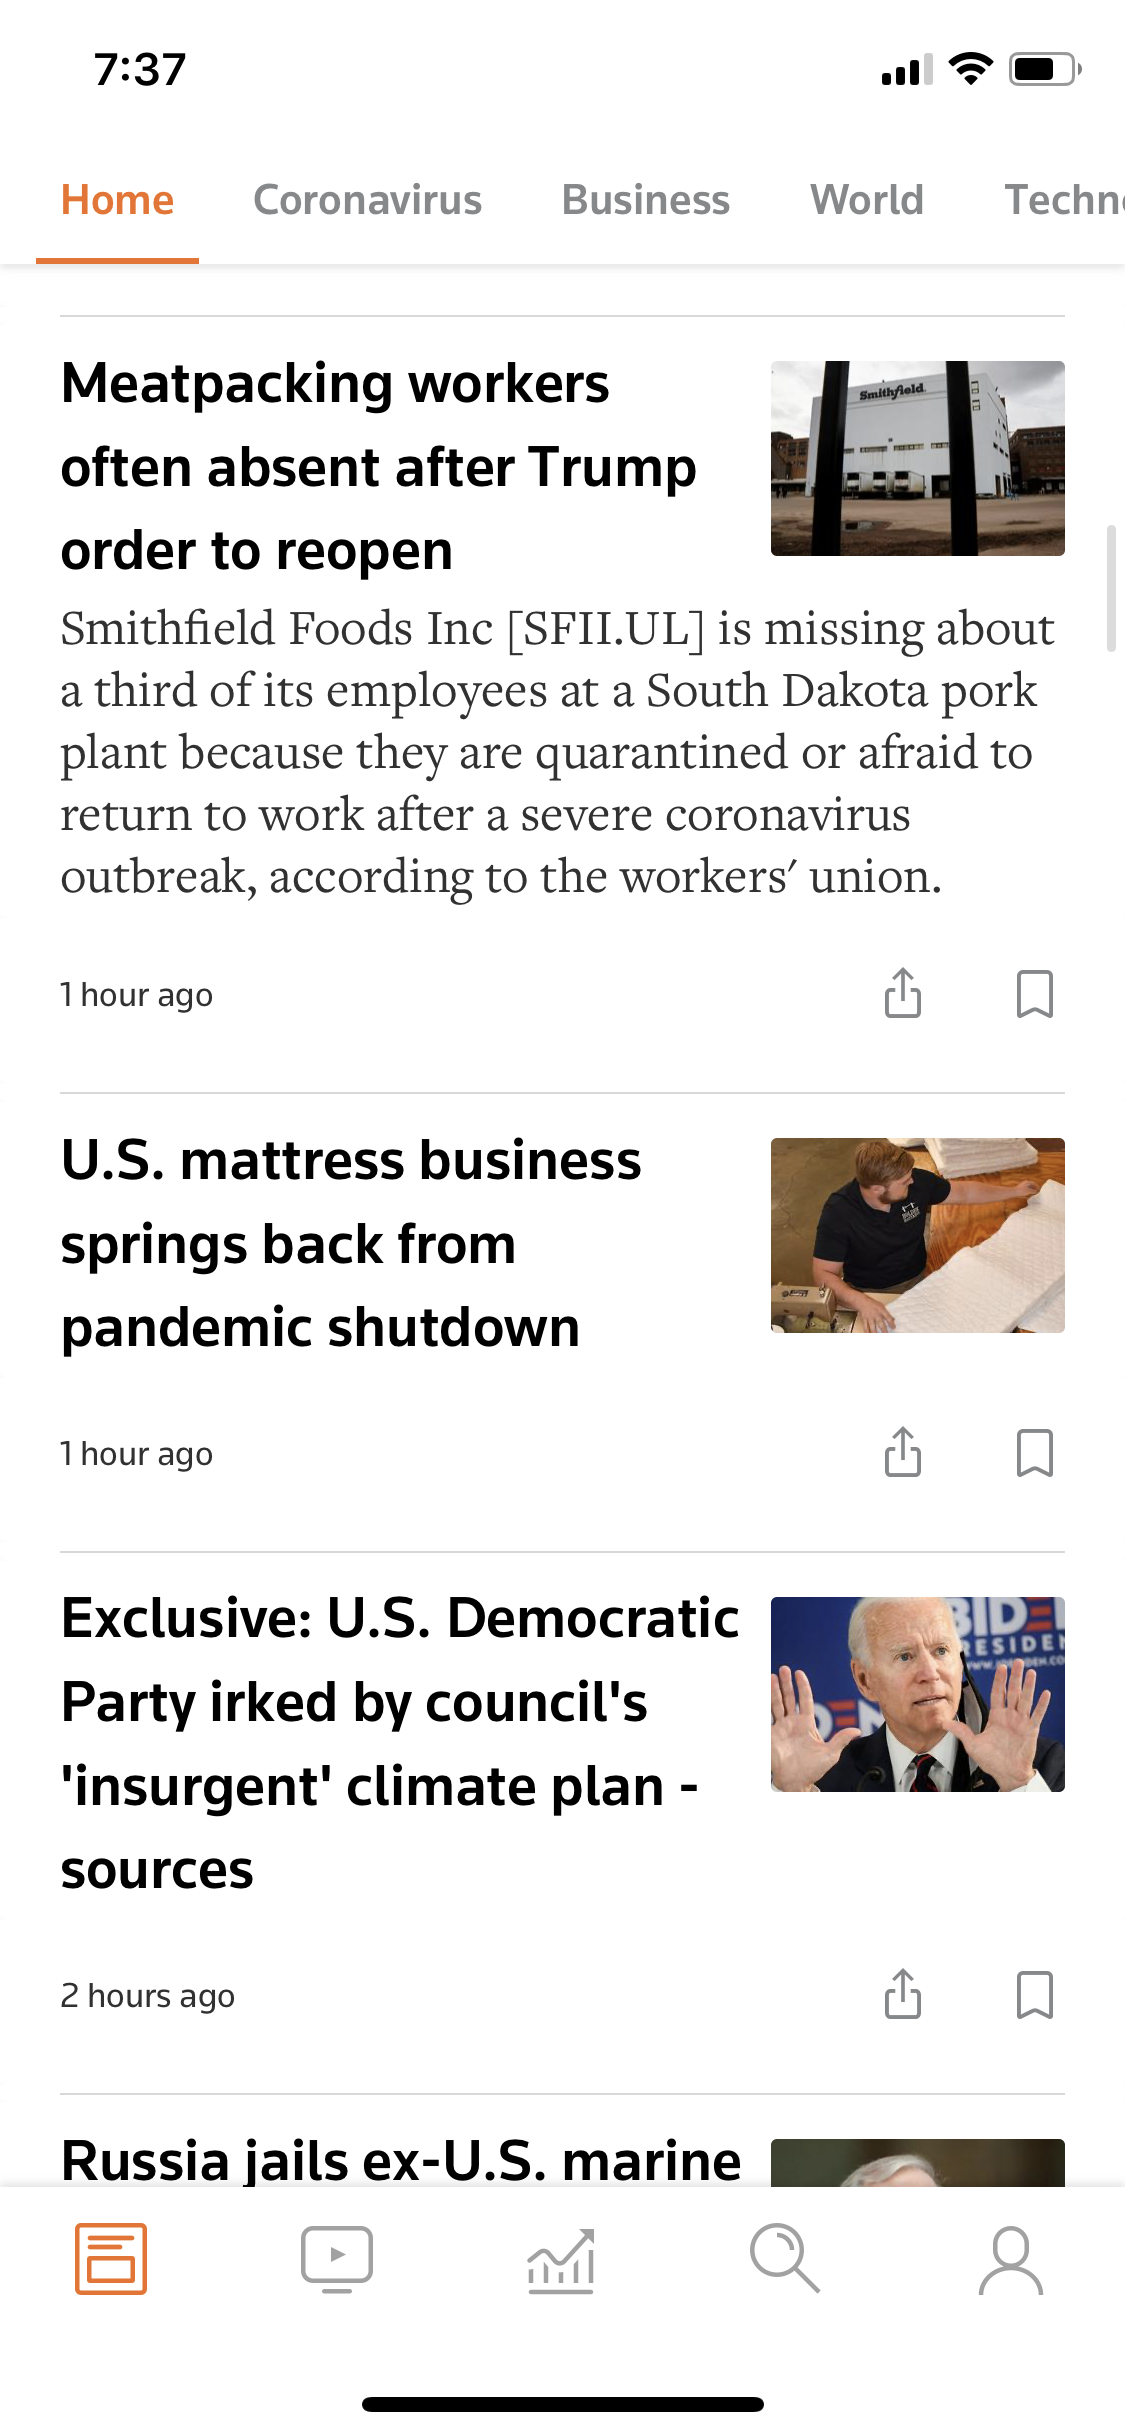 7:37
Home Coronavirus Business World Techn
Meatpacking workers
often absent after Trump
order to reopen
Smithfield
Smithfield Foods Inc [SFII.UL] is missing about
a third of its employees at a South Dakota pork
plant because they are quarantined or afraid to
return to work after a severe coronavirus
outbreak, according to the workers′ union.
1 hour ago
U.S. mattress business
springs back from
pandemic shutdown
1 hour ago
Exclusive: U.S. Democratic
Party irked by council's
'insurgent' climate plan -
sources
BIDE
RESIDEN
2 hours ago
Russia jails ex-U.S. marine